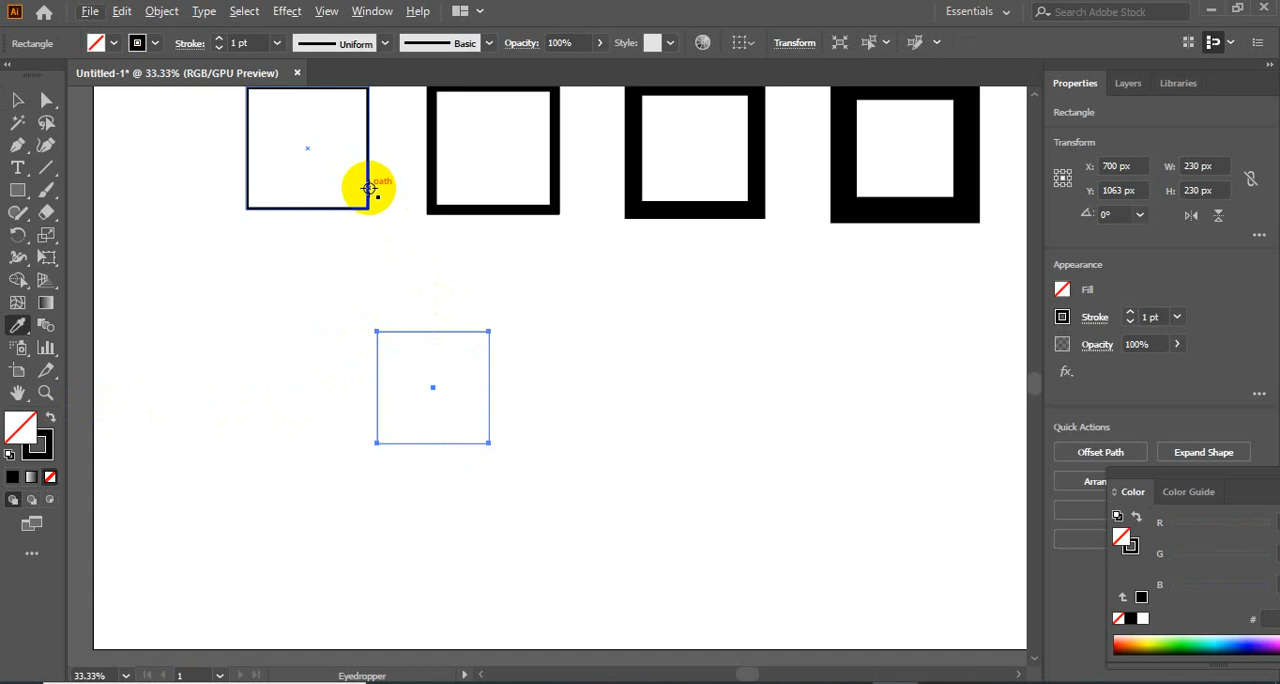 Ai File Edit Object Type Select Effect View Window Help Essentials Search Adobe Stock
Rectangle Stroke: 1 pt Uniform Basic Opacity: 100% Style: Transform
Untitled-1* @ 33.33% (RGB/GPU Preview)
Properties Layers Libraries
Rectangle
Transform
X: 700 px W: 230 px
Y: 1063 px H: 230 px
0°
Appearance
Fill
Stroke 1 pt
Opacity 100%
fx.
Quick Actions
Offset Path Expand Shape
Arran
Color Color Guide
R
G
B
#
path
33.33% 1 Eyedropper